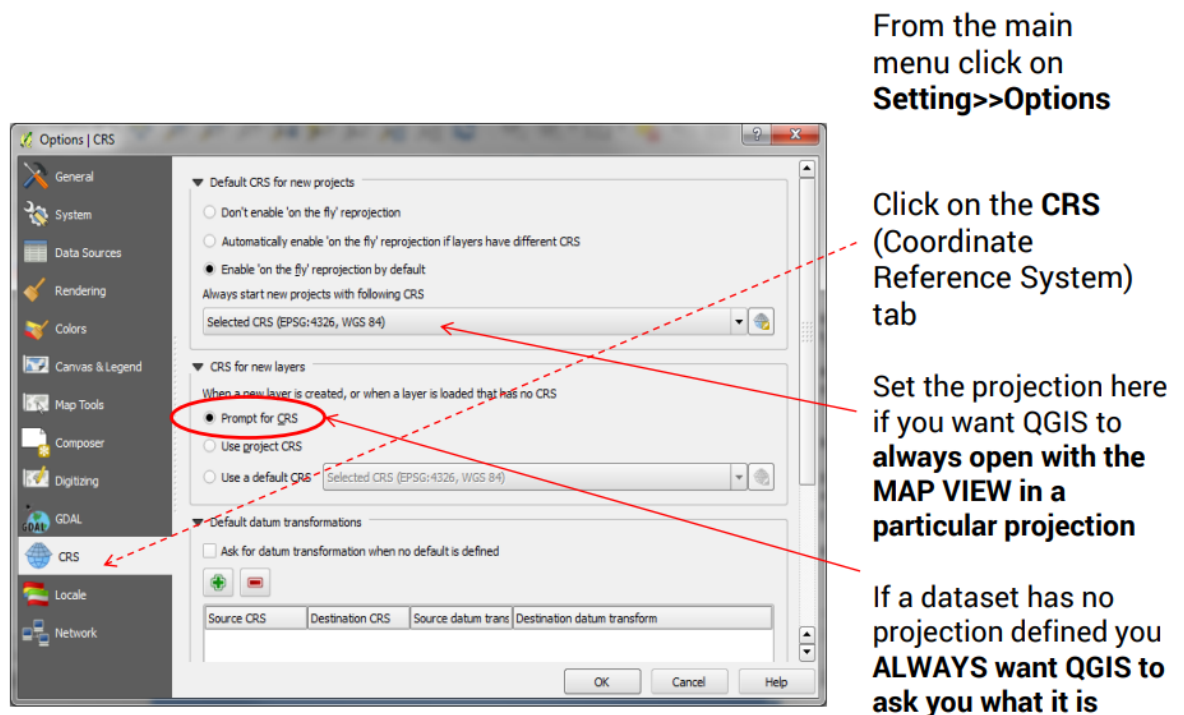 From the main
menu click on
Setting>>Options
Options | CRS
General
System
Data Sources
Rendering
Colors
Canvas & Legend
Map Tools
Composer
Digitizing
GDAL
GDAL
CRS
Locale
Network
Default CRS for new projects
Don't enable 'on the fly' reprojection
Automatically enable 'on the fly' reprojection if layers have different CRS
Enable 'on the fly' reprojection by default
Always start new projects with following CRS
Selected CRS (EPSG:4326, WGS 84)
CRS for new layers
When a new layer is created, or when a layer is loaded that has no CRS
Prompt for CRS
Use project CRS
Use a default CRS Selected CRS (EPSG:4326, WGS 84)
Default datum transformations
Ask for datum transformation when no default is defined
Source CRS Destination CRS Source datum trans Destination datum transform
OK Cancel Help
Click on the CRS
(Coordinate
Reference System)
tab
Set the projection here
if you want QGIS to
always open with the
MAP VIEW in a
particular projection
If a dataset has no
projection defined you
ALWAYS want QGIS to
ask you what it is